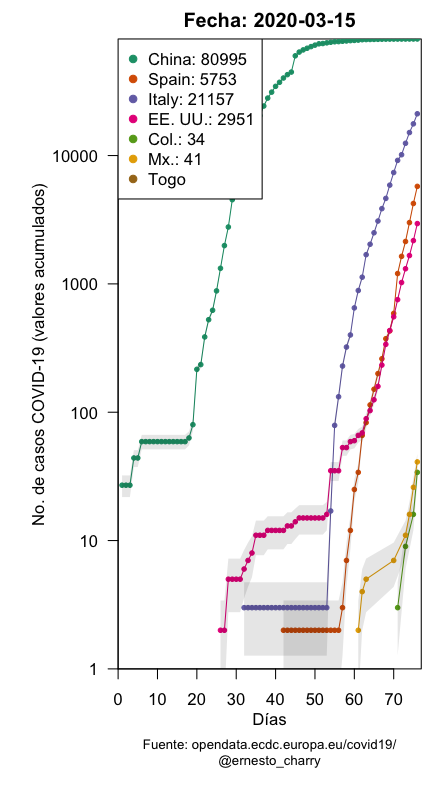 Fecha: 2020-03-15
China: 80995
Spain: 5753
Italy: 21157
EE. UU.: 2951
Col.: 34
Mx.: 41
Togo
No. de casos COVID-19 (valores acumulados)
10000
1000
100
10
1
0 10 20 30 40 50 60 70
Días
Fuente: opendata.ecdc.europa.eu/covid19/
@ernesto_charry